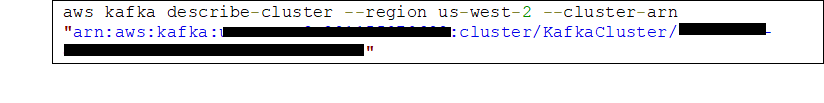 aws kafka describe-cluster --region us-west-2 --cluster-arn
"arn:aws:kafka:u :cluster/KafkaCluster/ -
"